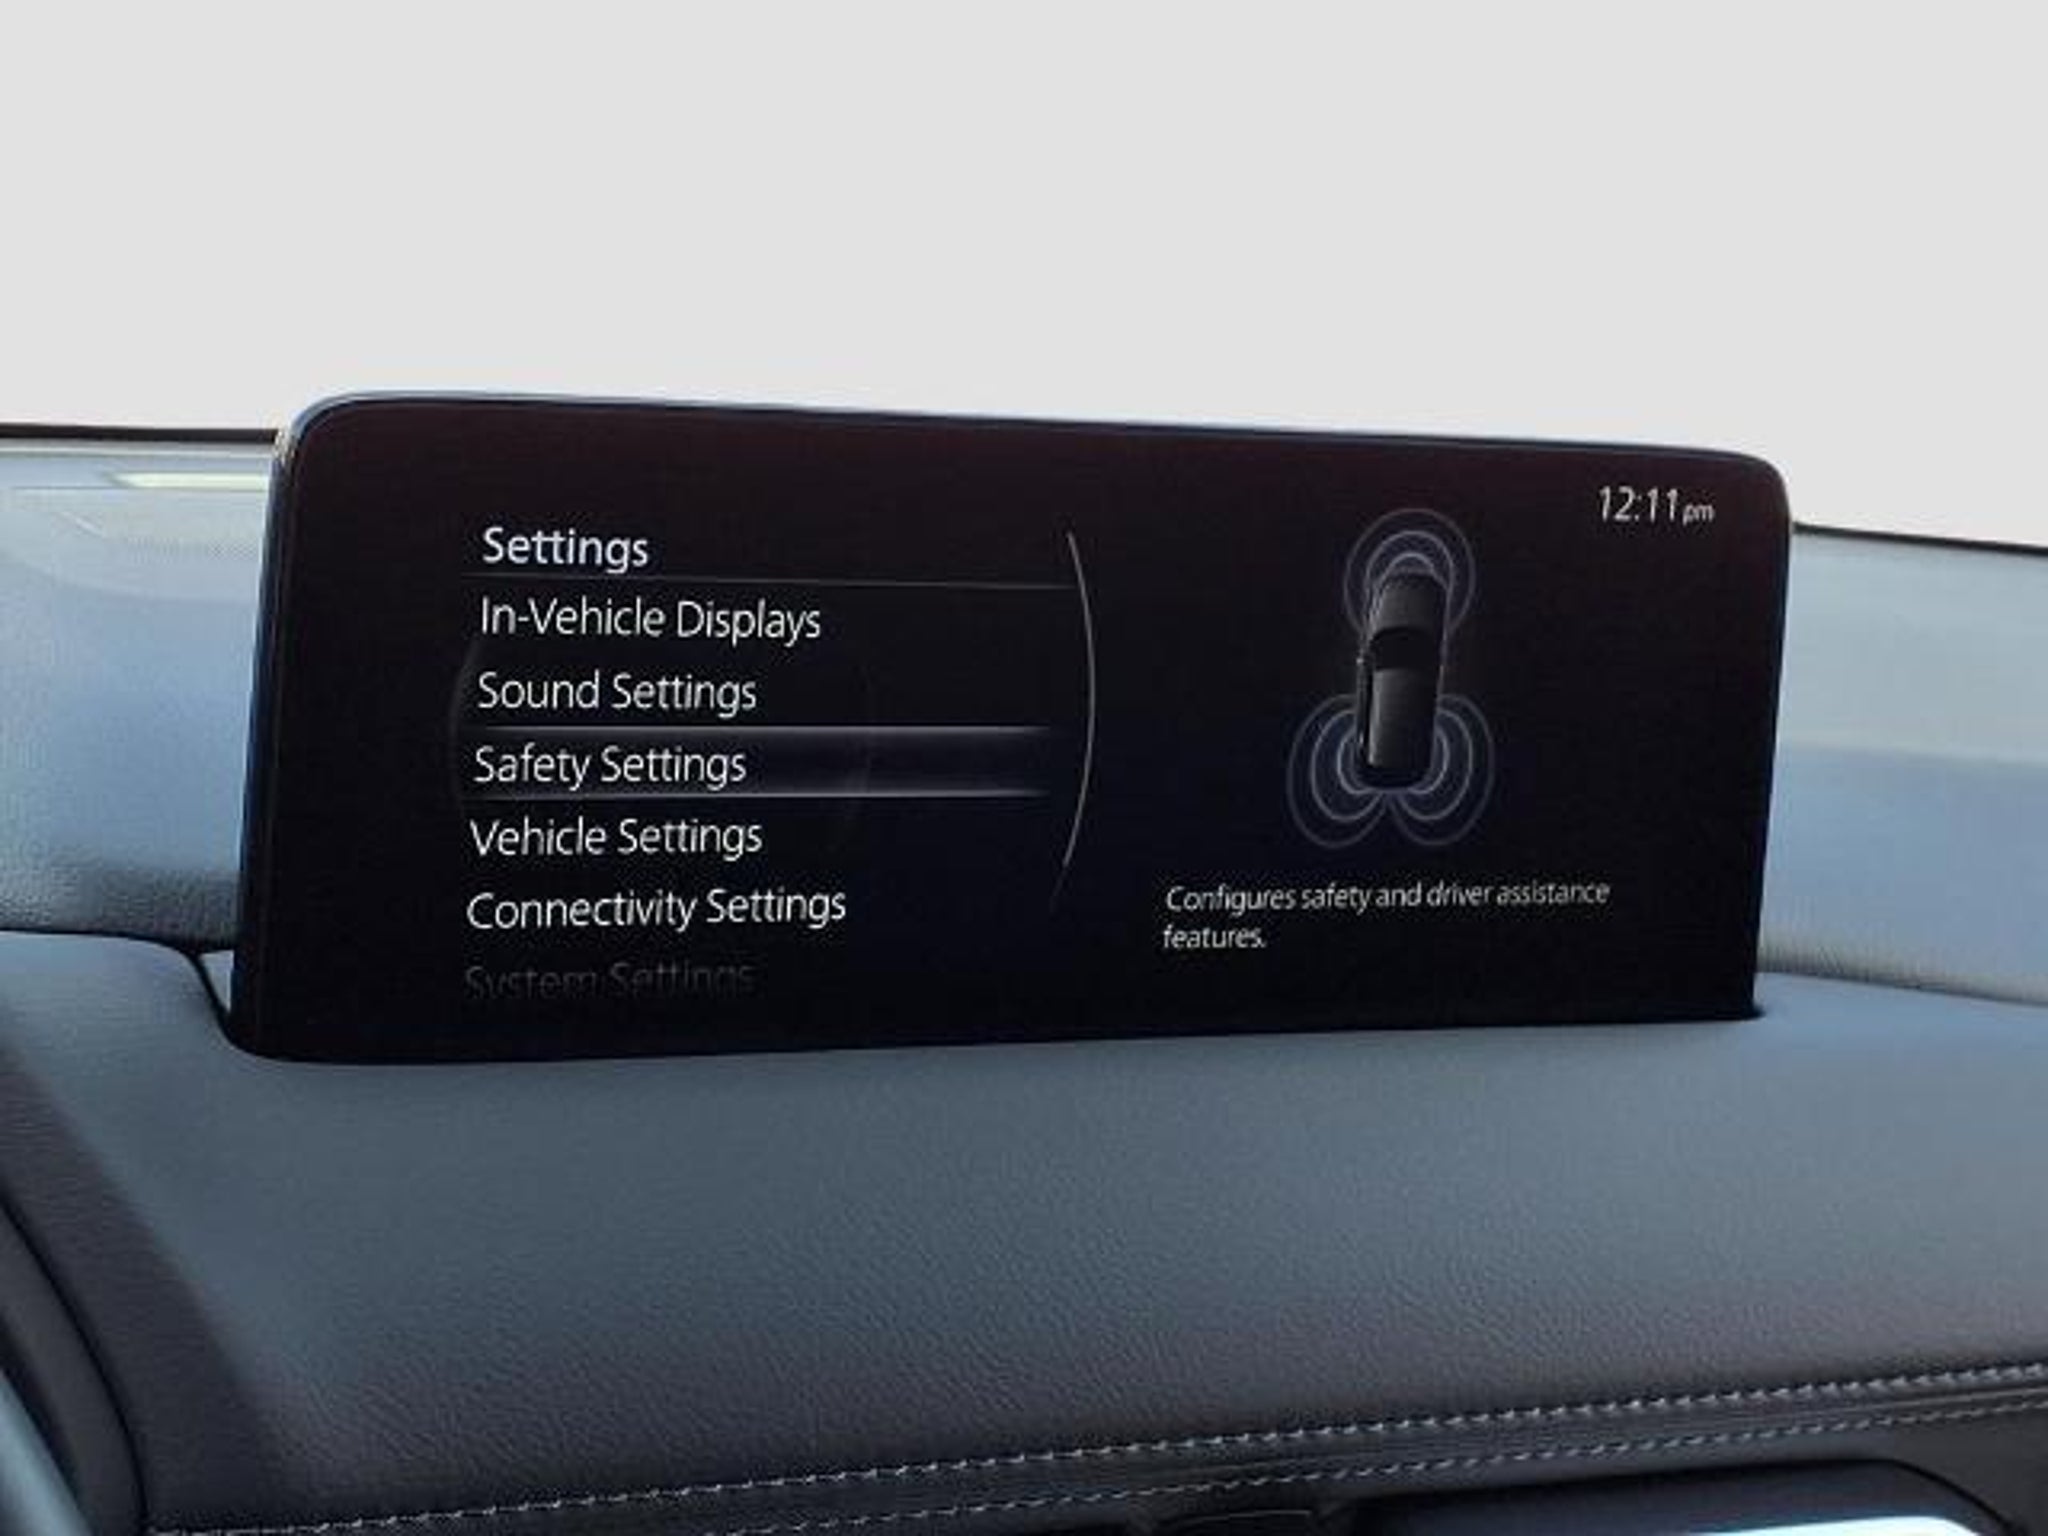 12:11pm
Settings
In-Vehicle Displays
Sound Settings
Safety Settings
Vehicle Settings
Connectivity Settings
System Settings
Configures safety and driver assistance
features.